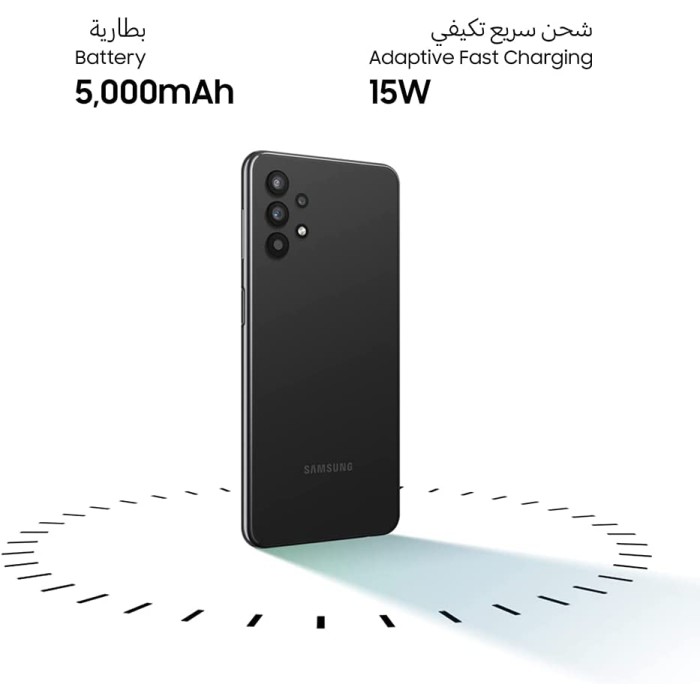 بطارية
Battery
5,000mAh
شحن سريع تكيفي
Adaptive Fast Charging
15W
SAMSUNG